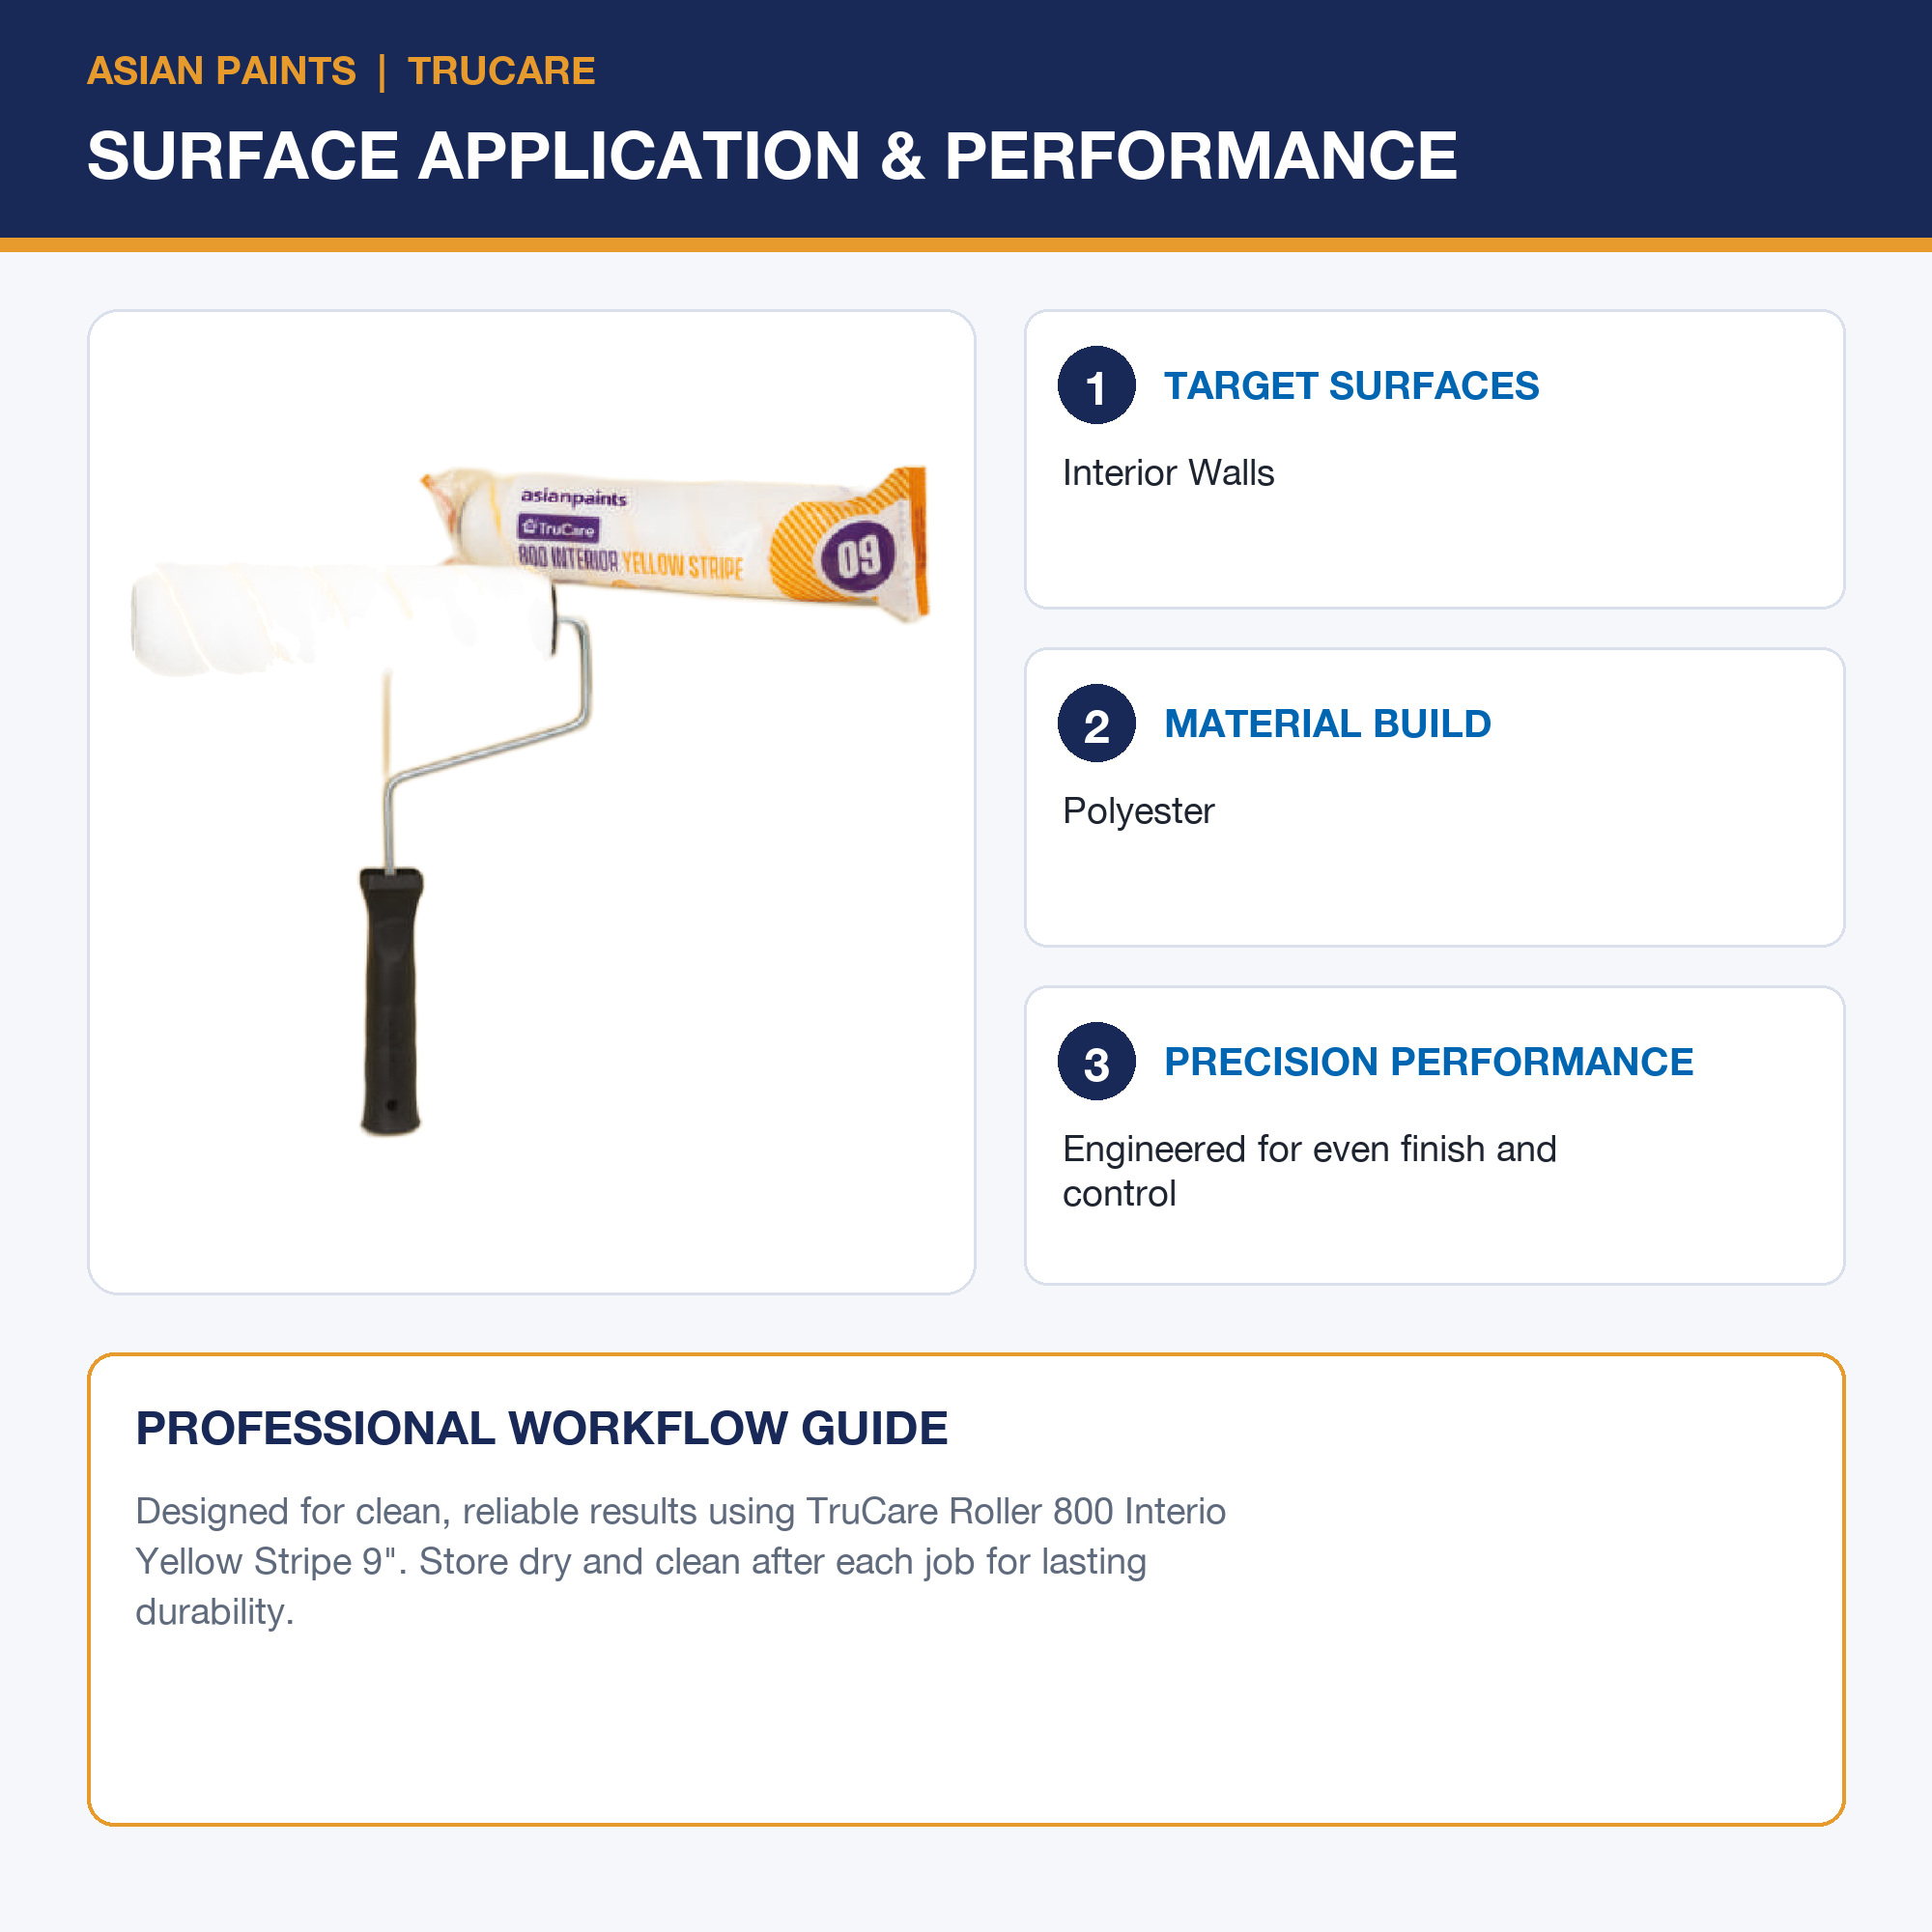 ASIAN PAINTS | TRUCARE
SURFACE APPLICATION & PERFORMANCE
asianpaints
TruCare
800 INTERIOR YELLOW STRIPE
09
1 TARGET SURFACES
Interior Walls
2 MATERIAL BUILD
Polyester
3 PRECISION PERFORMANCE
Engineered for even finish and
control
PROFESSIONAL WORKFLOW GUIDE
Designed for clean, reliable results using TruCare Roller 800 Interio
Yellow Stripe 9". Store dry and clean after each job for lasting
durability.